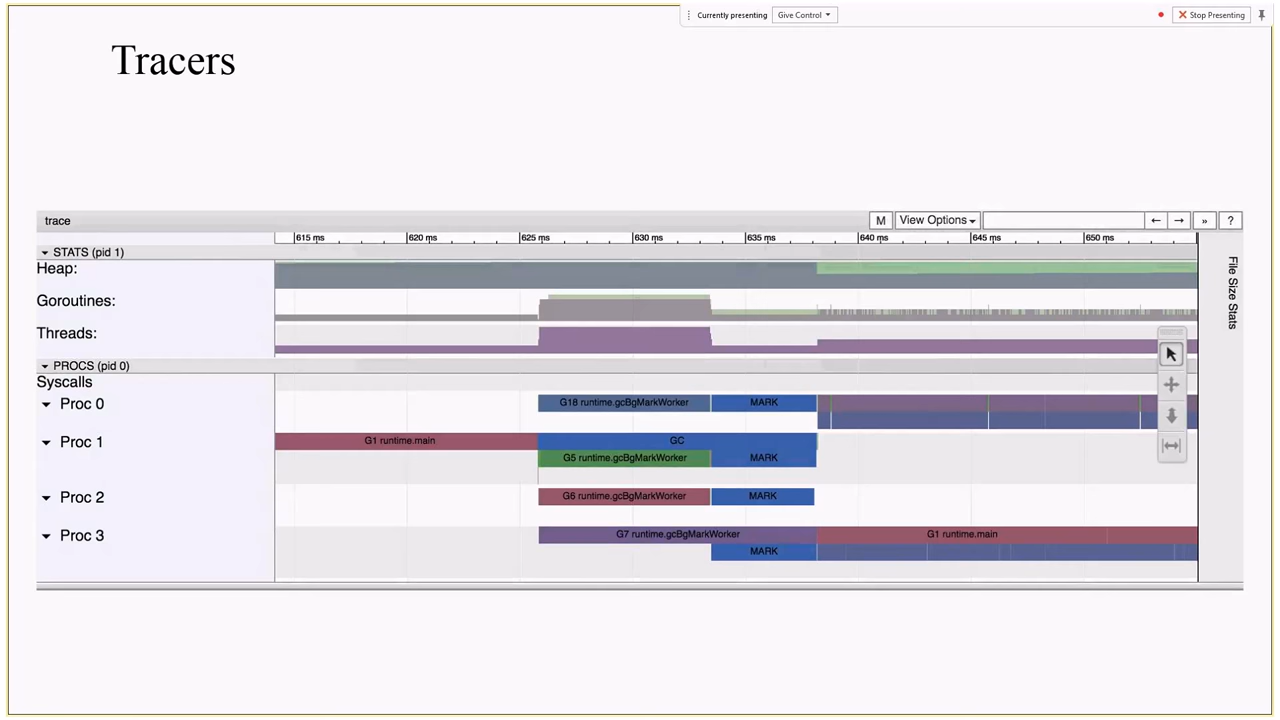 Currently presenting Give Control Stop Presenting
Tracers
trace M View Options ← → » ?
615 ms 620 ms 625 ms 630 ms 635 ms 640 ms 645 ms 650 ms
STATS (pid 1)
Heap:
Goroutines:
Threads:
File Size Stats
PROCS (pid 0)
Syscalls
Proc 0 G18 runtime.gcBgMarkWorker MARK
Proc 1 G1 runtime.main GC
G5 runtime.gcBgMarkWorker MARK
Proc 2 G6 runtime.gcBgMarkWorker MARK
Proc 3 G7 runtime.gcBgMarkWorker G1 runtime.main
MARK